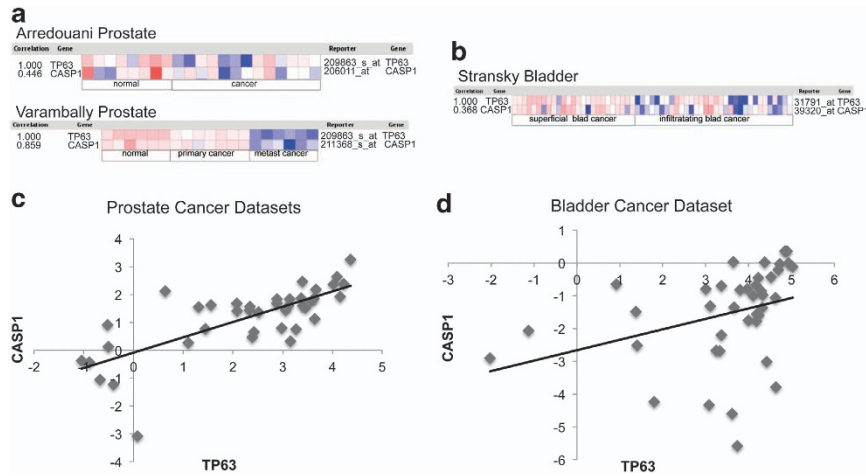 a
Arredouani Prostate
Correlation Gene Reporter Gene
1.000 TP63 209863_s_at TP63
0.446 CASP1 206011_at CASP1
normal cancer
Varambally Prostate
Correlation Gene Reporter Gene
1.000 TP63 209863_s_at TP63
0.859 CASP1 211368_s_at CASP1
normal primary cancer metast cancer
b
Stransky Bladder
Correlation Gene Reporter Gene
1.000 TP63 31791_at TP63
0.368 CASP1 39320_at CASP1
superficial blad cancer infiltratating blad cancer
c
Prostate Cancer Datasets
CASP1
4
3
2
1
0
-1
-2
-3
-4
-2 -1 0 1 2 3 4 5
TP63
d
Bladder Cancer Dataset
CASP1
1
0
-1
-2
-3
-4
-5
-6
-3 -2 -1 0 1 2 3 4 5 6
TP63